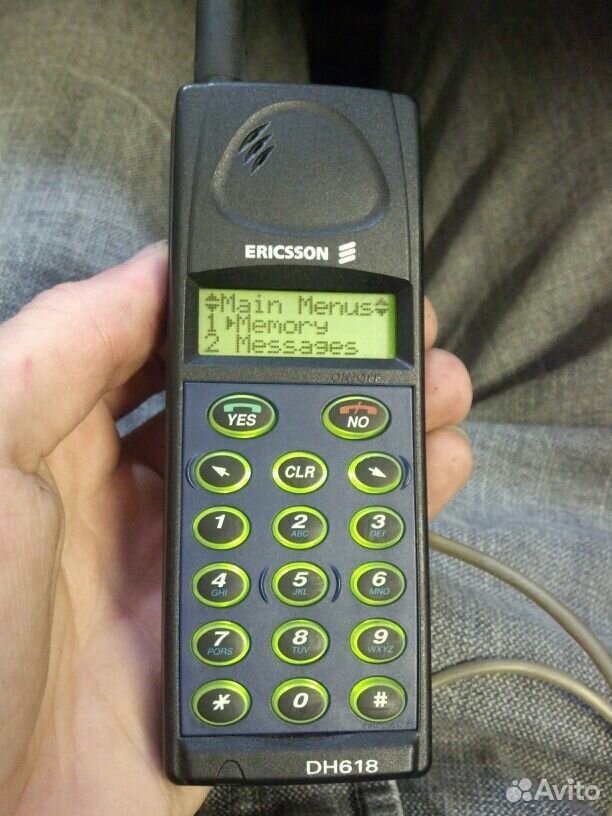 ERICSSON
Main Menus
1 Memory
2 Messages
ON/OFF
YES NO
CLR
1 2 ABC 3 DEF
4 GHI 5 JKL 6 MNO
7 PQRS 8 TUV 9 WXYZ
* 0 #
DH618
Avito